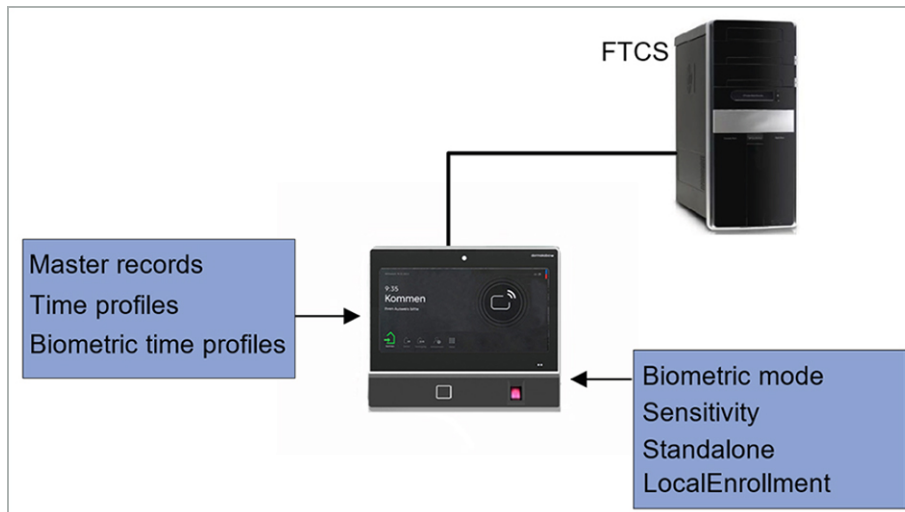 FTCS
Master records
Time profiles
Biometric time profiles
9:35
Kommen
Biometric mode
Sensitivity
Standalone
LocalEnrollment